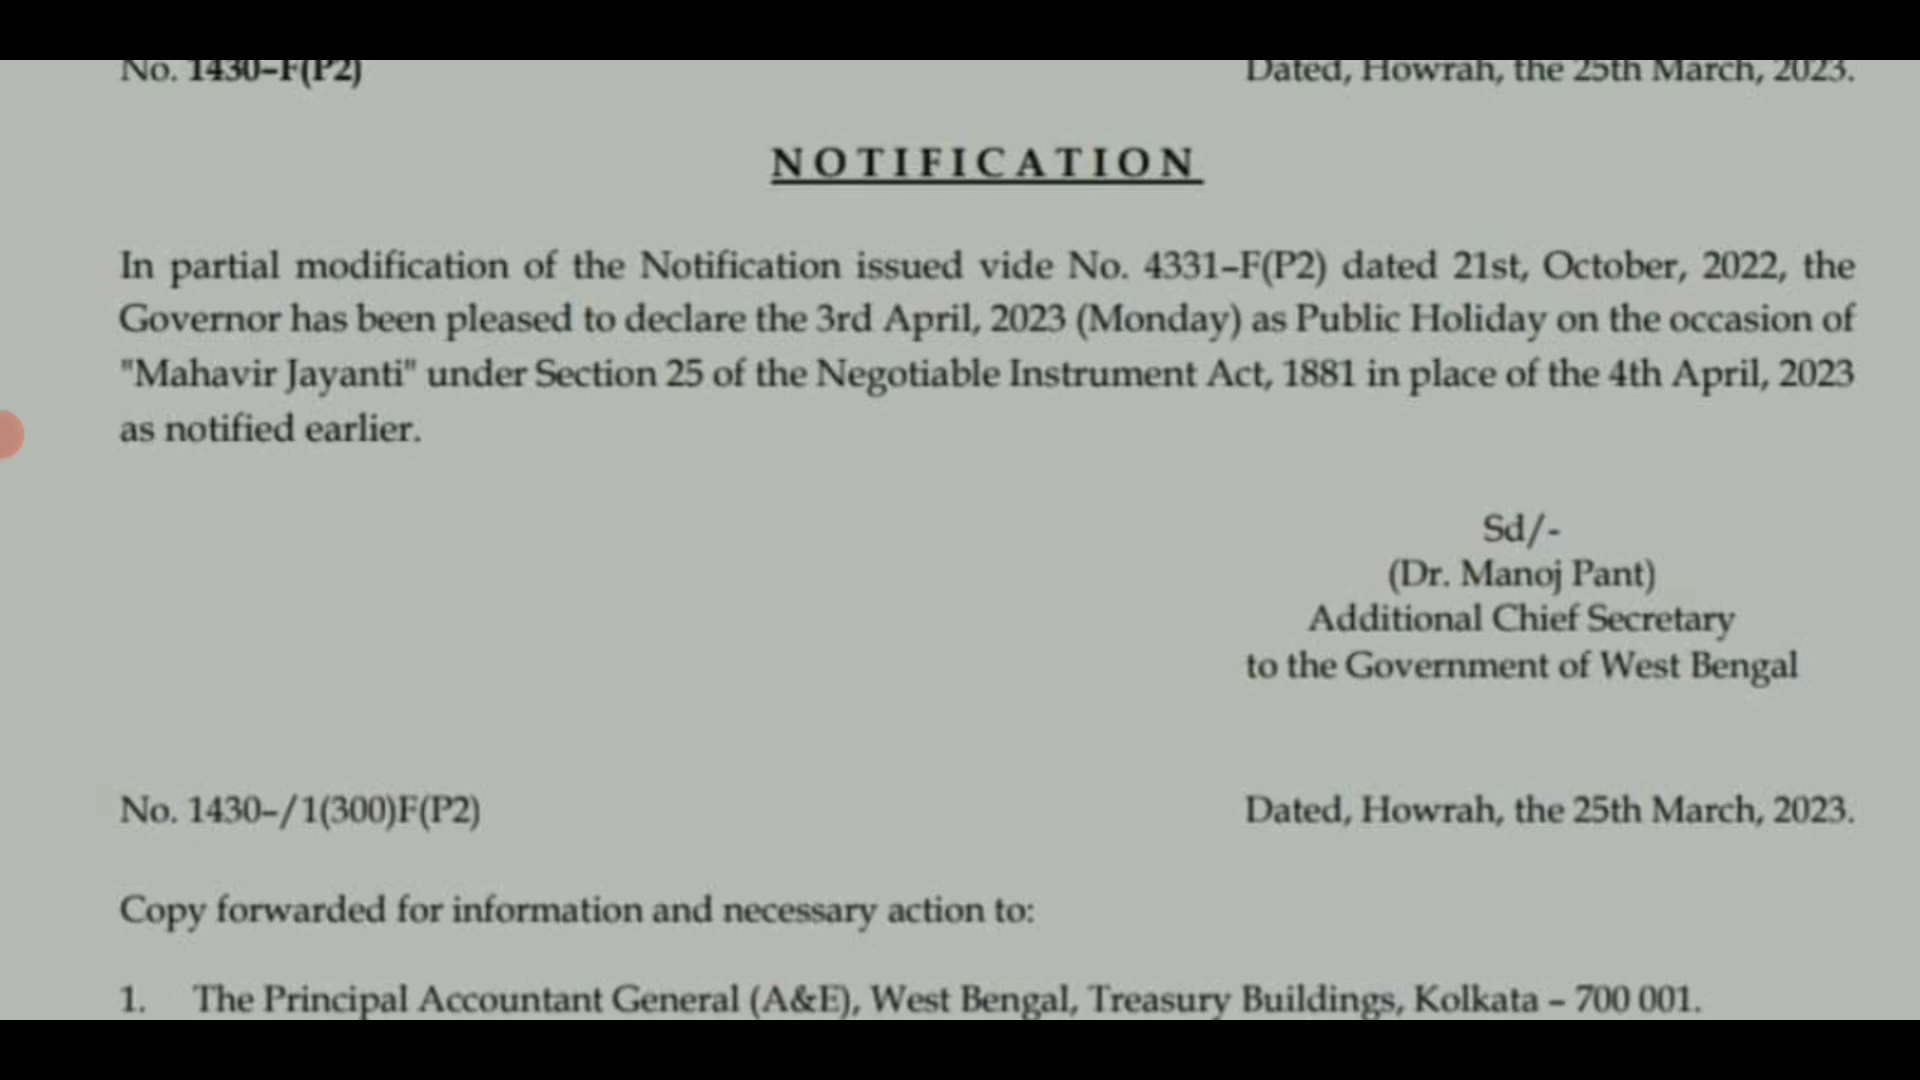 No. 1430–F(P2) Dated, Howrah, the 25th March, 2023.
NOTIFICATION
In partial modification of the Notification issued vide No. 4331–F(P2) dated 21st, October, 2022, the
Governor has been pleased to declare the 3rd April, 2023 (Monday) as Public Holiday on the occasion of
"Mahavir Jayanti" under Section 25 of the Negotiable Instrument Act, 1881 in place of the 4th April, 2023
as notified earlier.
Sd/-
(Dr. Manoj Pant)
Additional Chief Secretary
to the Government of West Bengal
No. 1430–/1(300)F(P2) Dated, Howrah, the 25th March, 2023.
Copy forwarded for information and necessary action to:
1. The Principal Accountant General (A&E), West Bengal, Treasury Buildings, Kolkata – 700 001.